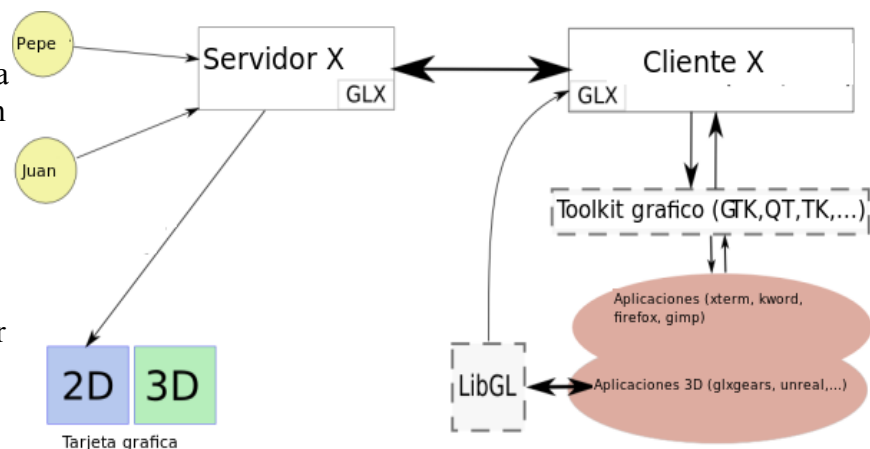 Pepe
a
n
Juan
r
Servidor X
GLX
Cliente X
GLX
Toolkit grafico (GTK,QT,TK,...)
Aplicaciones (xterm, kword,
firefox, gimp)
LibGL
Aplicaciones 3D (glxgears, unreal,...)
2D
3D
Tarjeta grafica